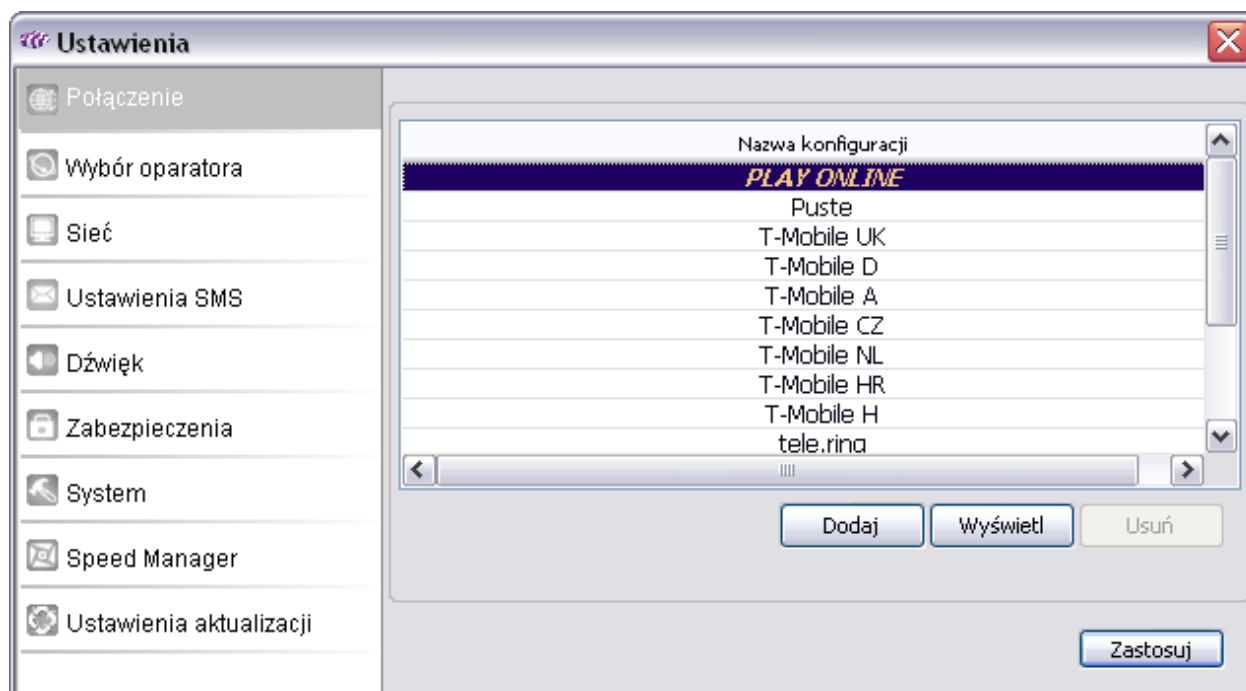 Ustawienia
Połączenie
Wybór oparatora
Sieć
Ustawienia SMS
Dźwięk
Zabezpieczenia
System
Speed Manager
Ustawienia aktualizacji
Nazwa konfiguracji
PLAY ONLINE
Puste
T-Mobile UK
T-Mobile D
T-Mobile A
T-Mobile CZ
T-Mobile NL
T-Mobile HR
T-Mobile H
tele.ring
Dodaj
Wyświetl
Usuń
Zastosuj